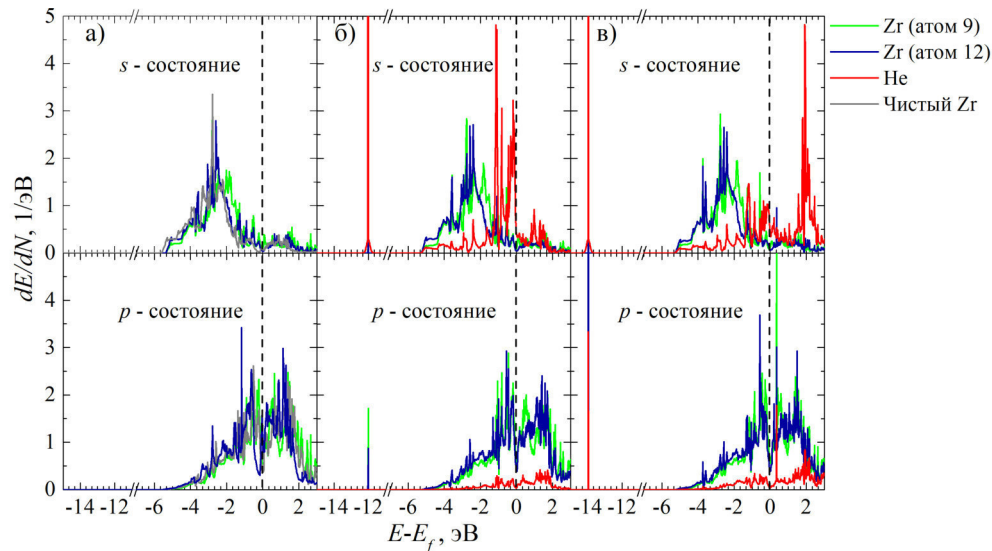 а)
б)
в)
s - состояние
s - состояние
s - состояние
Zr (атом 9)
Zr (атом 12)
He
Чистый Zr
5
4
3
2
1
0
p - состояние
p - состояние
p - состояние
4
3
2
1
0
-14 -12 -6 -4 -2 0 2
-14 -12 -6 -4 -2 0 2
-14 -12 -6 -4 -2 0 2
dE/dN, 1/эВ
E-Ef, эВ